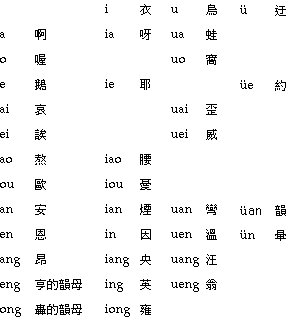 i 衣 u 烏 ü 迂
a 啊 ia 呀 ua 蛙
o 喔 uo 窩
e 鵝 ie 耶 üe 約
ai 哀 uai 歪
ei 誒 uei 威
ao 熬 iao 腰
ou 歐 iou 憂
an 安 ian 煙 uan 彎 üan 韻
en 恩 in 因 uen 溫 ün 暈
ang 昂 iang 央 uang 汪
eng 亨的韻母 ing 英 ueng 翁
ong 轟的韻母 iong 雍